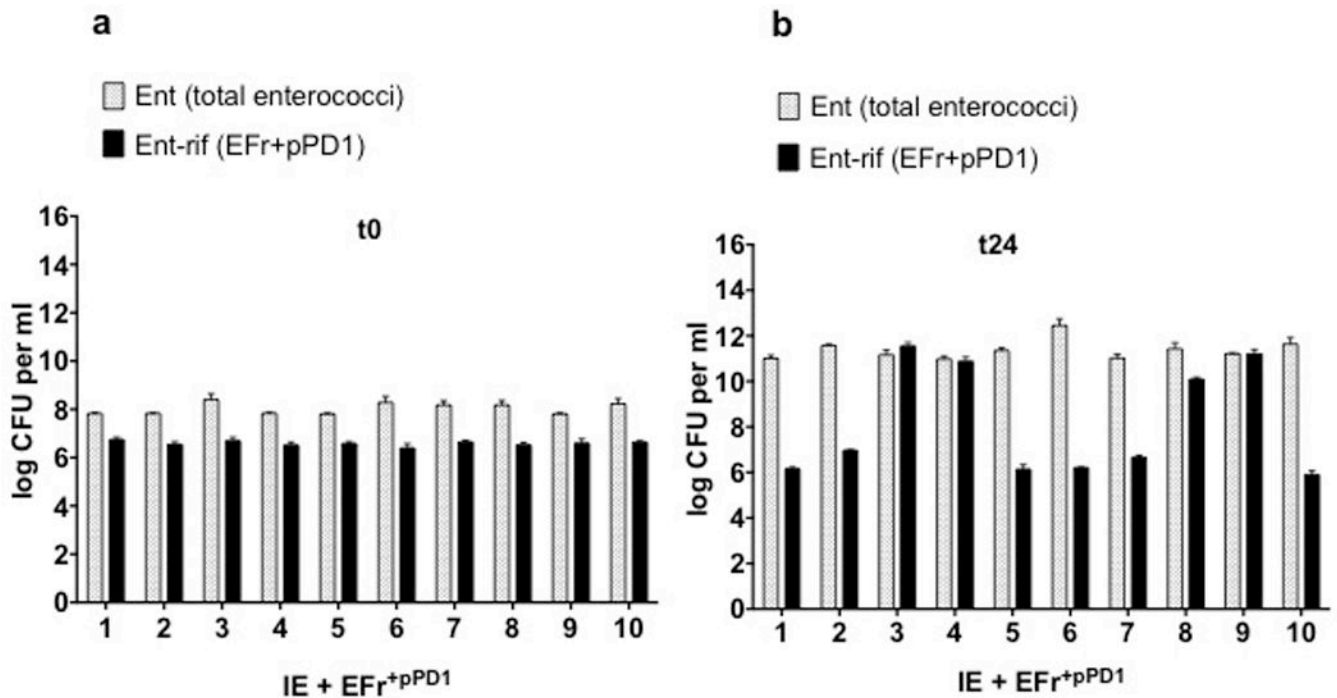 a
Ent (total enterococci)
Ent-rif (EFr+pPD1)
t0
log CFU per ml
16
14
12
10
8
6
4
2
0
1 2 3 4 5 6 7 8 9 10
IE + EFr+pPD1
b
Ent (total enterococci)
Ent-rif (EFr+pPD1)
t24
log CFU per ml
16
14
12
10
8
6
4
2
0
1 2 3 4 5 6 7 8 9 10
IE + EFr+pPD1